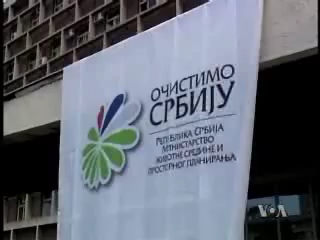 ОЧИСТИМО
СРБИЈУ
РЕПУБЛИКА СРБИЈА
МИНИСТАРСТВО
ЖИВОТНЕ СРЕДИНЕ И
ПРОСТОРНОГ ПЛАНИРАЊА
VOA